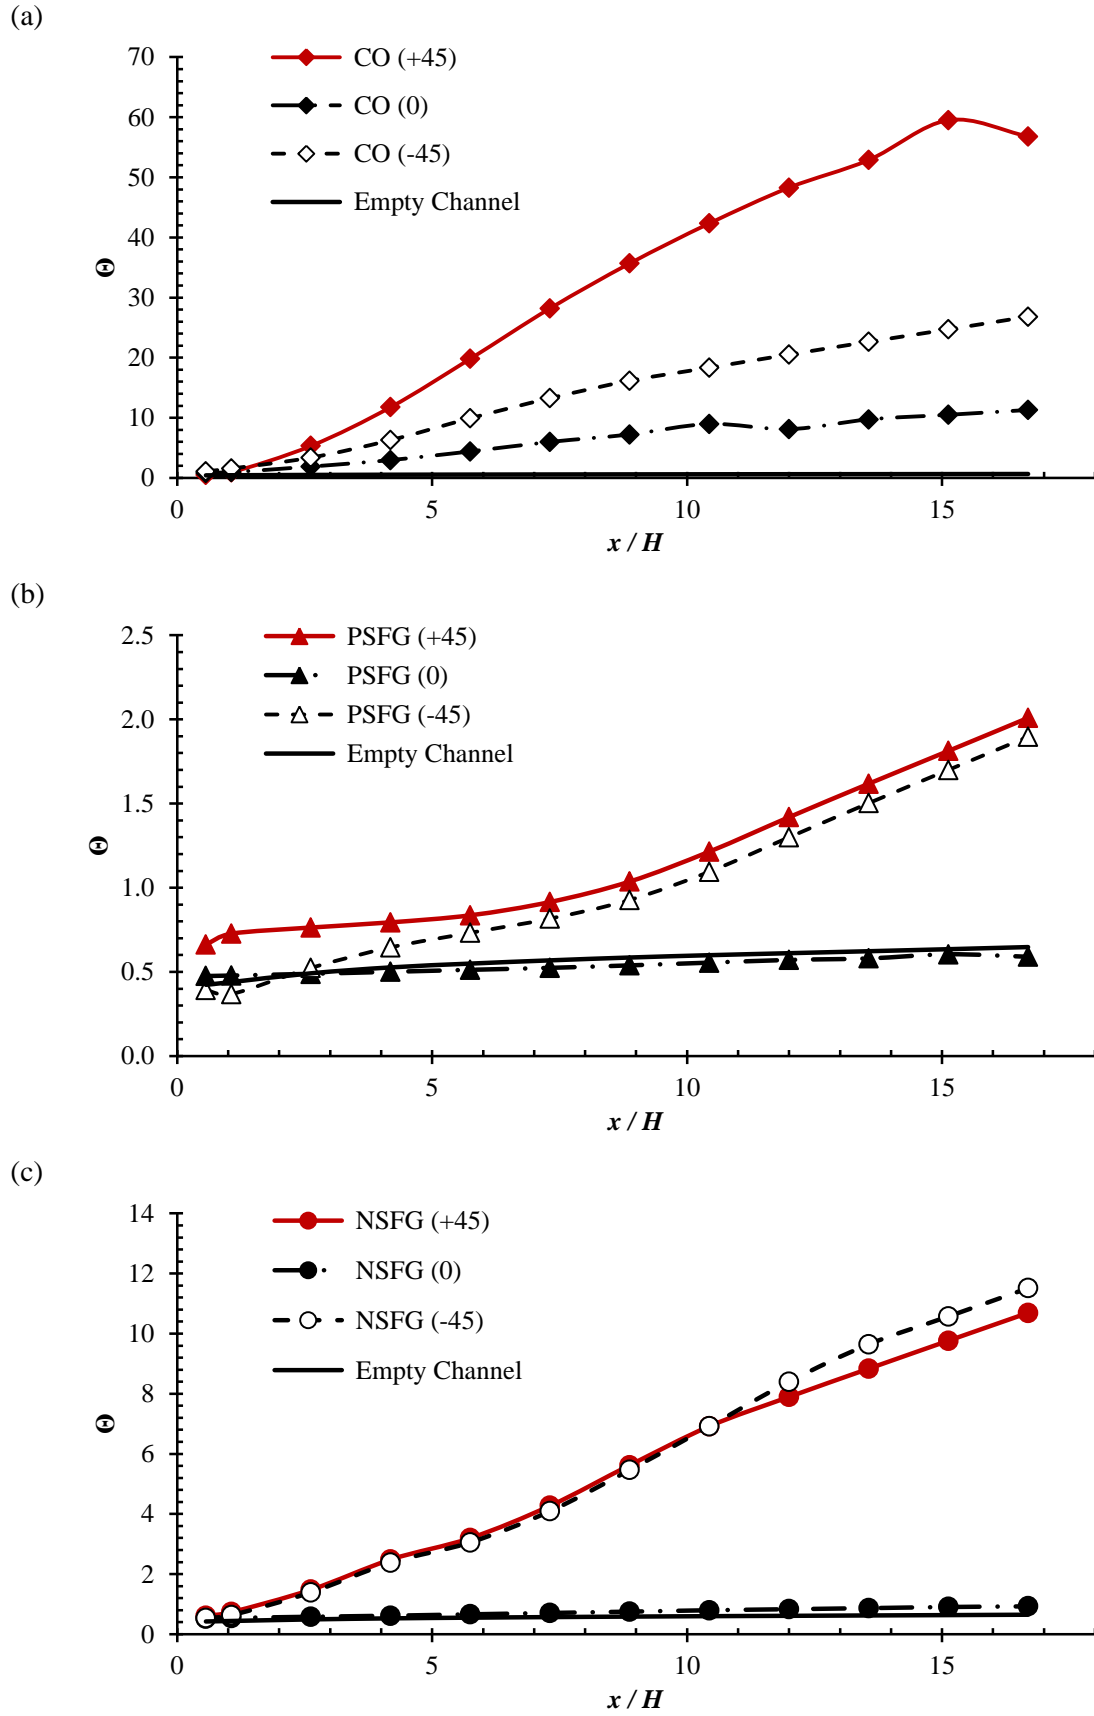 (a)
70
60
50
40
30
20
10
0
Θ
CO (+45)
CO (0)
CO (-45)
Empty Channel
0 5 10 15
x / H
(b)
2.5
2.0
1.5
1.0
0.5
0.0
Θ
PSFG (+45)
PSFG (0)
PSFG (-45)
Empty Channel
0 5 10 15
x / H
(c)
14
12
10
8
6
4
2
0
Θ
NSFG (+45)
NSFG (0)
NSFG (-45)
Empty Channel
0 5 10 15
x / H